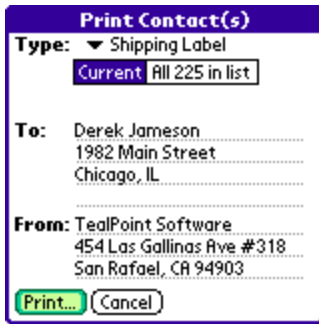 Print Contact(s)
Type: Shipping Label
Current All 225 in list
To: Derek Jameson
1982 Main Street
Chicago, IL
From: TealPoint Software
454 Las Gallinas Ave #318
San Rafael, CA 94903
Print... Cancel